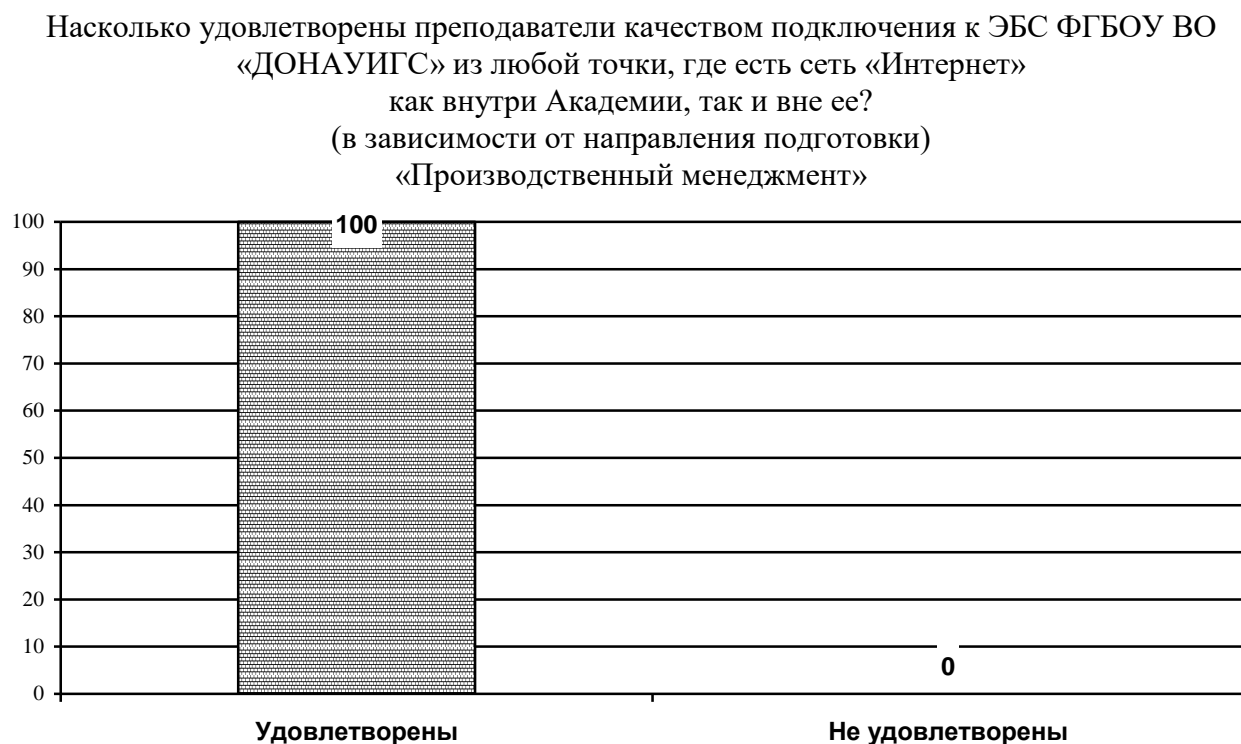 Насколько удовлетворены преподаватели качеством подключения к ЭБС ФГБОУ ВО
«ДОНАУИГС» из любой точки, где есть сеть «Интернет»
как внутри Академии, так и вне ее?
(в зависимости от направления подготовки)
«Производственный менеджмент»
100
100
90
80
70
60
50
40
30
20
10
0
0
Удовлетворены
Не удовлетворены